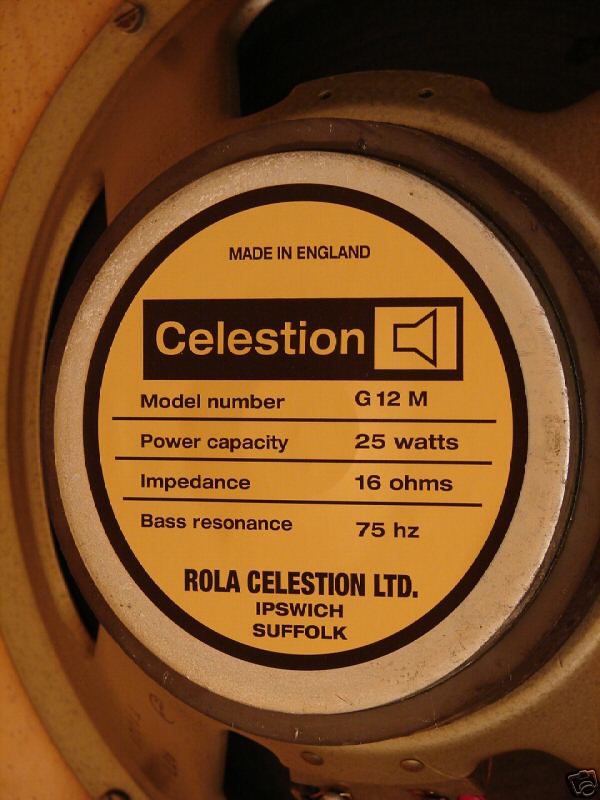 MADE IN ENGLAND
Celestion
Model number G 12 M
Power capacity 25 watts
Impedance 16 ohms
Bass resonance 75 hz
ROLA CELESTION LTD.
IPSWICH
SUFFOLK